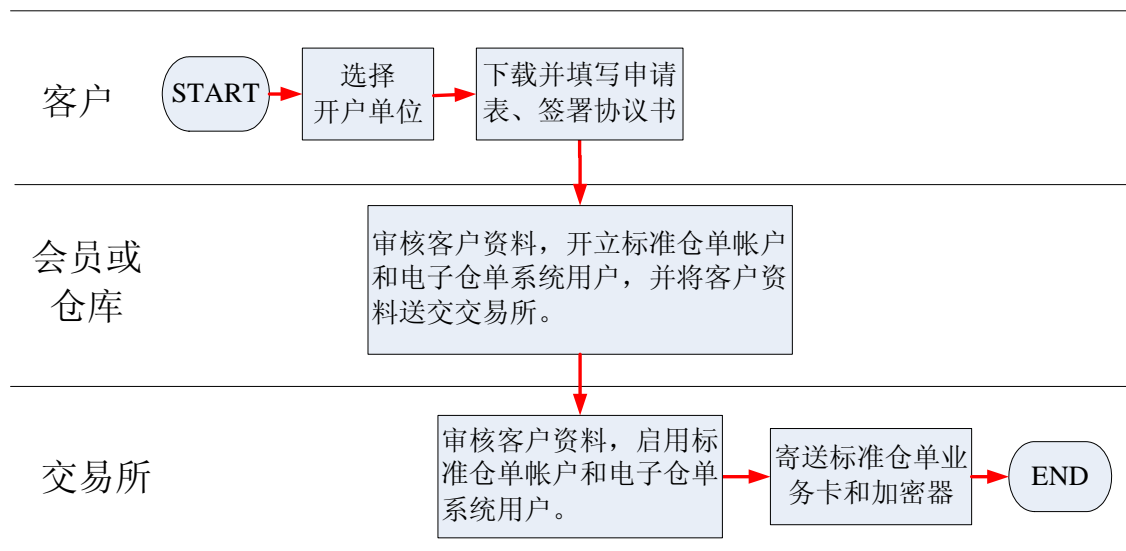 客户
START
选择
开户单位
下载并填写申请
表、签署协议书
会员或
仓库
审核客户资料，开立标准仓单帐户
和电子仓单系统用户，并将客户资
料送交交易所。
交易所
审核客户资料，启用标
准仓单帐户和电子仓单
系统用户。
寄送标准仓单业
务卡和加密器
END